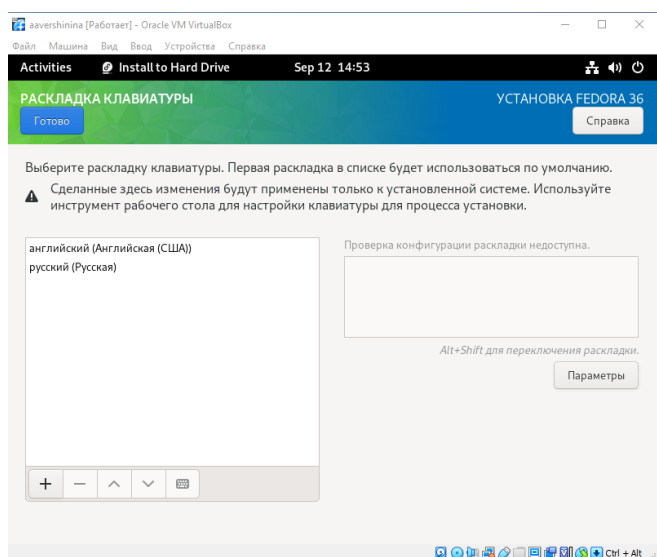 aavershinina [Работает] - Oracle VM VirtualBox
Файл Машина Вид Ввод Устройства Справка
Activities Install to Hard Drive Sep 12 14:53
РАСКЛАДКА КЛАВИАТУРЫ УСТАНОВКА FEDORA 36
Готово Справка
Выберите раскладку клавиатуры. Первая раскладка в списке будет использоваться по умолчанию.
Сделанные здесь изменения будут применены только к установленной системе. Используйте
инструмент рабочего стола для настройки клавиатуры для процесса установки.
английский (Английская (США))
русский (Русская)
Проверка конфигурации раскладки недоступна.
Alt+Shift для переключения раскладки.
Параметры
Ctrl + Alt